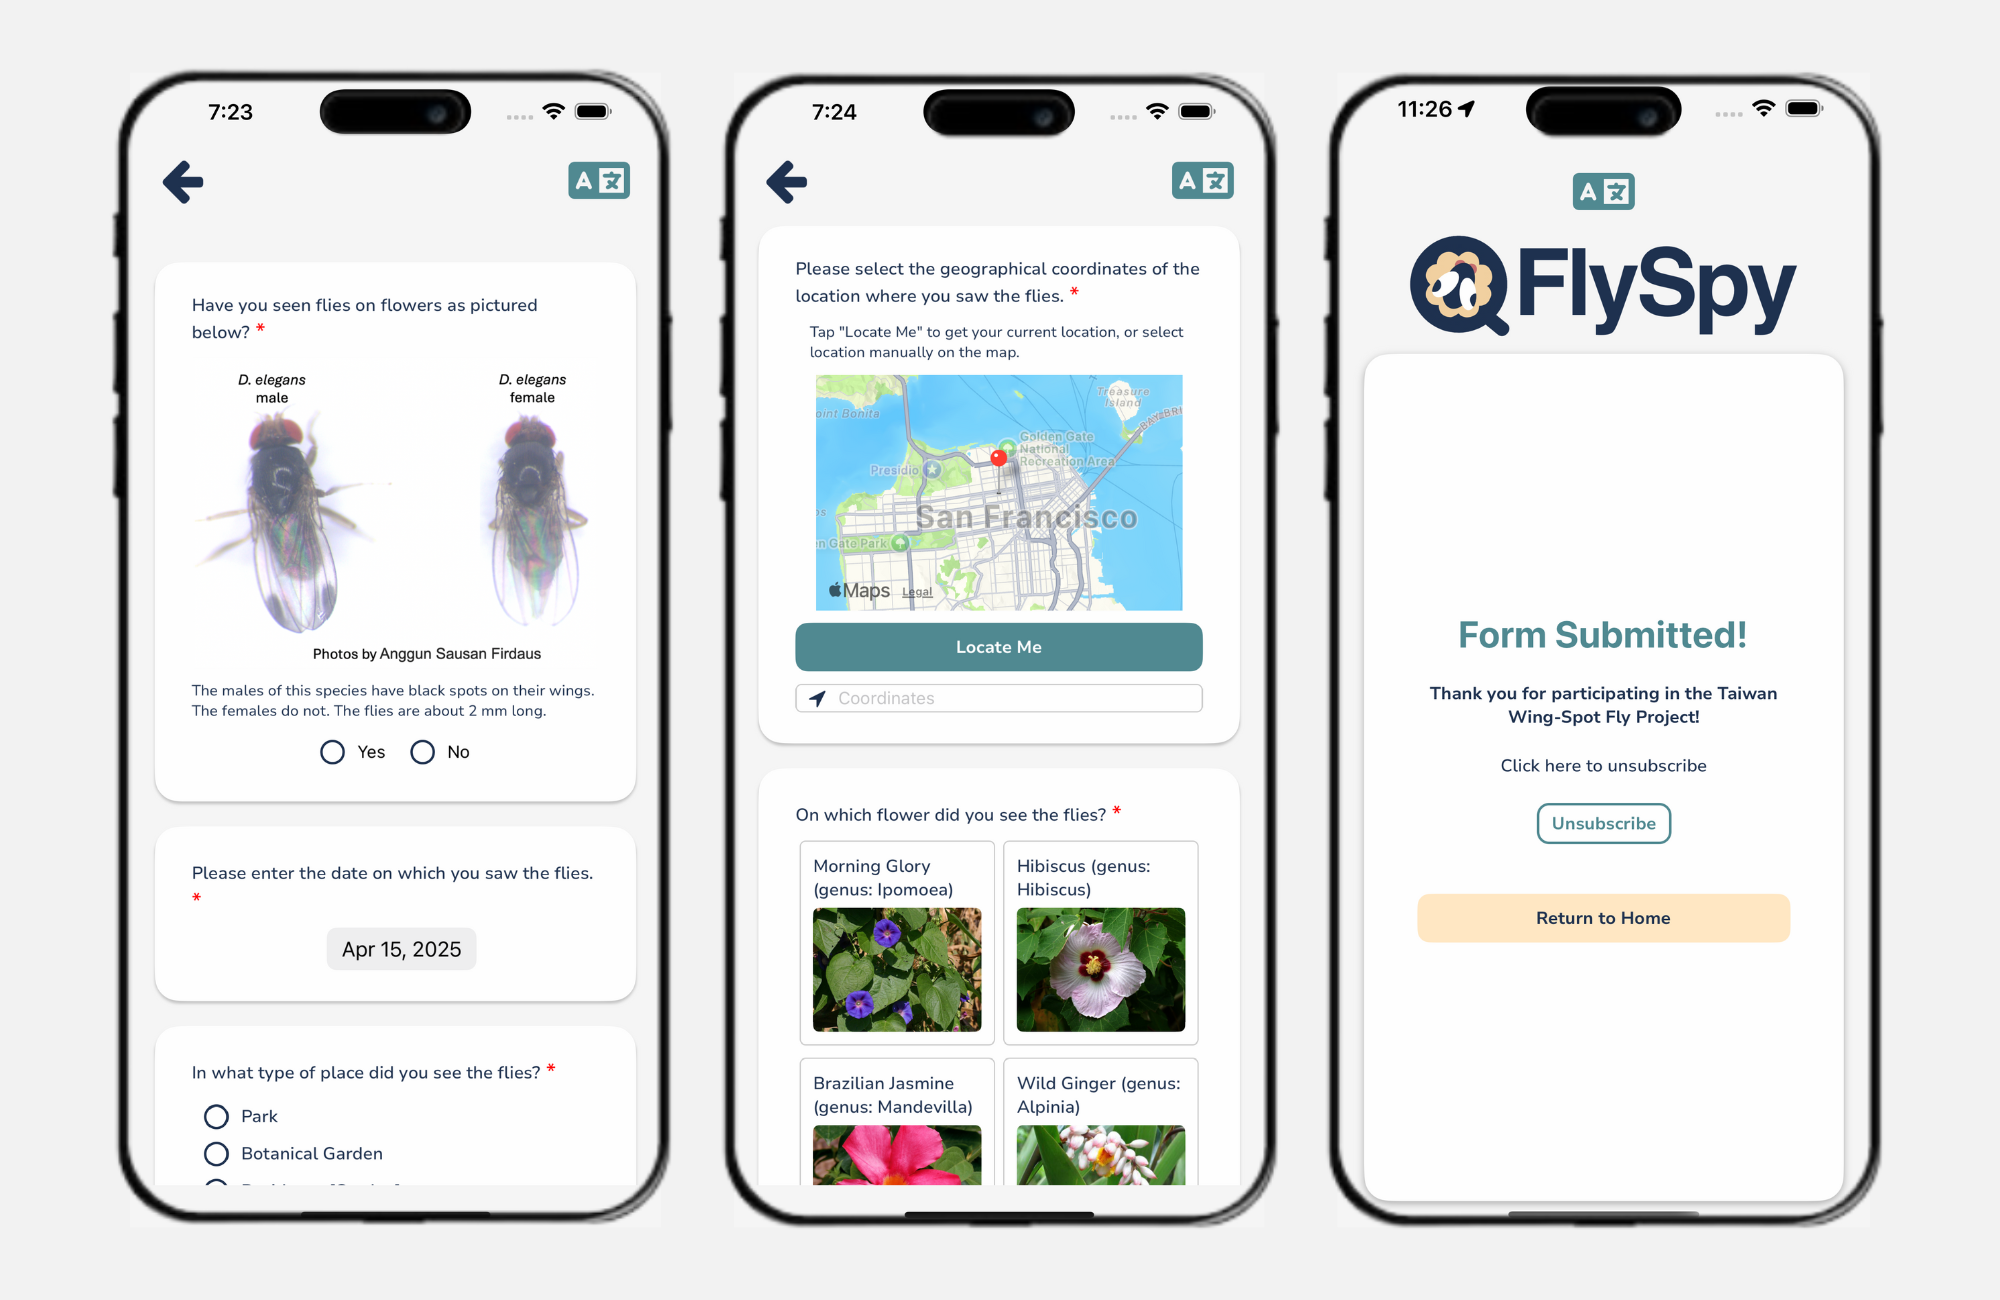 7:23
A 文
Have you seen flies on flowers as pictured
below? *
D. elegans
male
D. elegans
female
Photos by Anggun Sausan Firdaus
The males of this species have black spots on their wings.
The females do not. The flies are about 2 mm long.
Yes No
Please enter the date on which you saw the flies.
*
Apr 15, 2025
In what type of place did you see the flies? *
Park
Botanical Garden
7:24
A 文
Please select the geographical coordinates of the
location where you saw the flies. *
Tap "Locate Me" to get your current location, or select
location manually on the map.
Treasure
Island
oint Bonita
BAY BRI
Golden Gate
National
Recreation Area
Presidio
San Francisco
en Gate Park
Maps Legal
Locate Me
Coordinates
On which flower did you see the flies? *
Morning Glory
(genus: Ipomoea)
Hibiscus (genus:
Hibiscus)
Brazilian Jasmine
(genus: Mandevilla)
Wild Ginger (genus:
Alpinia)
11:26
A 文
FlySpy
Form Submitted!
Thank you for participating in the Taiwan
Wing-Spot Fly Project!
Click here to unsubscribe
Unsubscribe
Return to Home